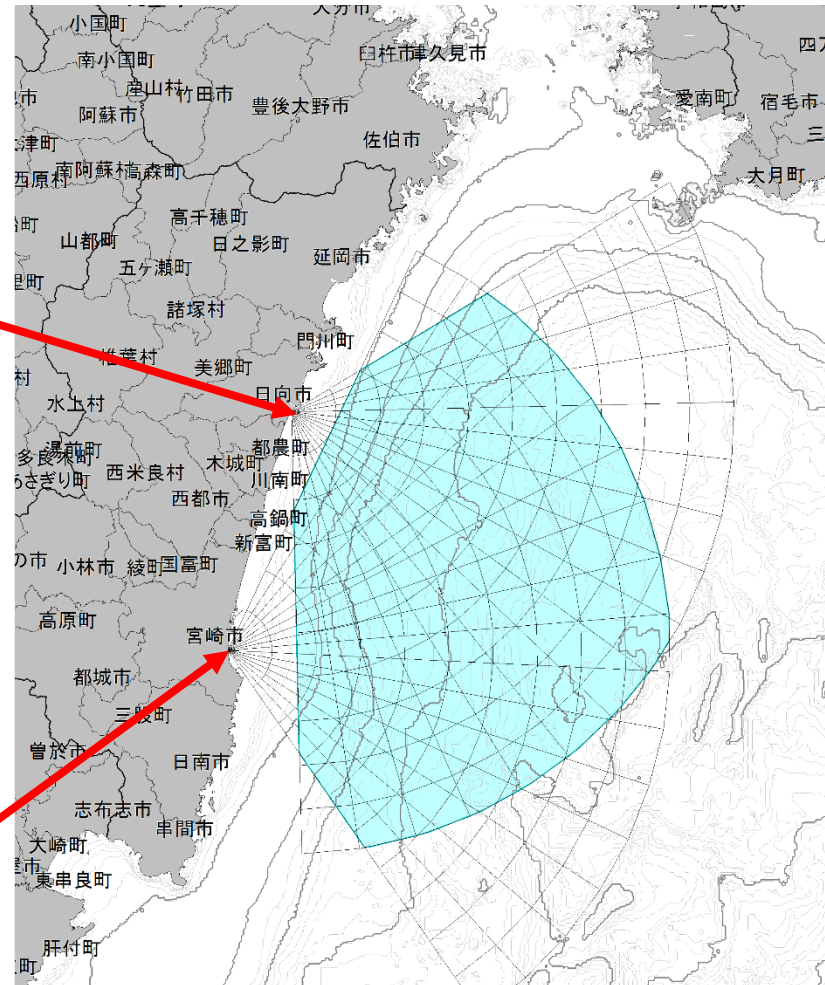 小国町
臼杵市
津久見市
南小国町
産山村
竹田市
愛南町
宿毛市
豊後大野市
阿蘇市
佐伯市
南阿蘇村
高森町
西原村
大月町
高千穂町
山都町
日之影町
延岡市
五ヶ瀬町
諸塚村
門川町
椎葉村
美郷町
日向市
水上村
都農町
湯前町
多良木町
木城町
西米良村
川南町
あさぎり町
西都市
高鍋町
新富町
小林市
綾町
国富町
高原町
宮崎市
都城市
三股町
曽於市
日南市
志布志市
串間市
大崎町
東串良町
肝付町